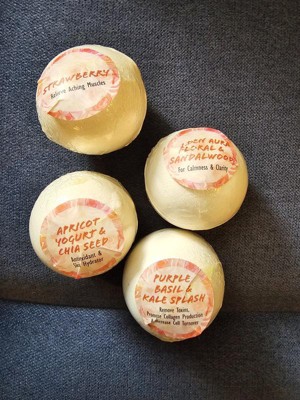 STRAWBERRY
Relieve Aching Muscles
AURA
FLORAL &
SANDALWOOD
For Calmness & Clarity
APRICOT
YOGURT &
CHIA SEED
Antioxidant &
Skin Hydrator
PURPLE
BASIL &
KALE SPLASH
Remove Toxins,
Promote Collagen Production
& Increase Cell Turnover